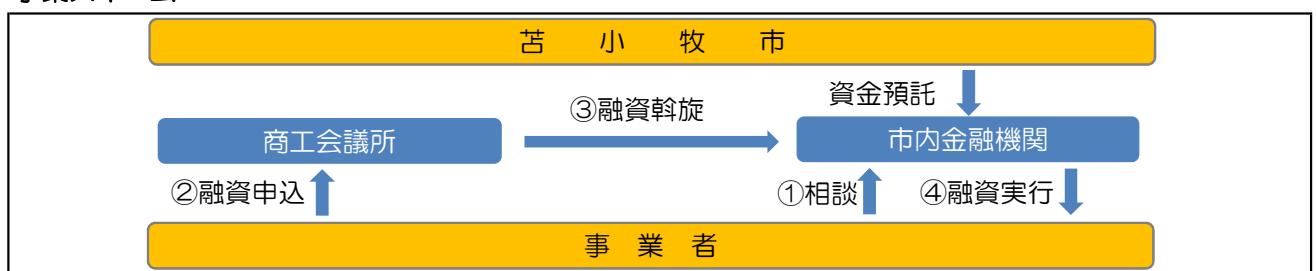 苫 小 牧 市
③融資斡旋
資金預託
商工会議所
市内金融機関
②融資申込
①相談
④融資実行
事 業 者